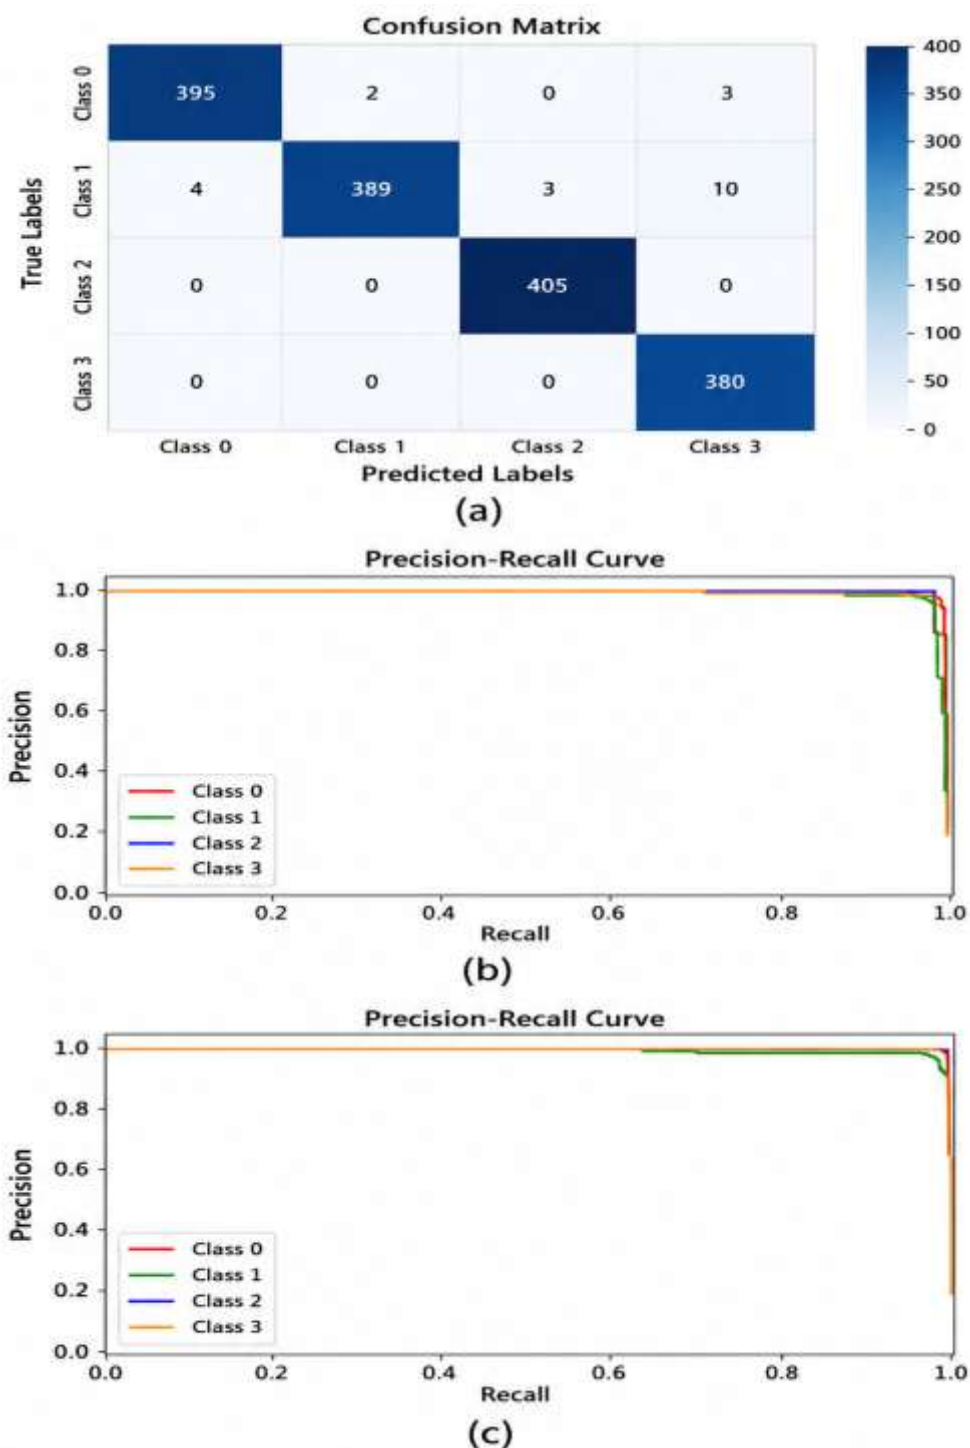 Confusion Matrix
True Labels
Class 0
395 2 0 3
Class 1
4 389 3 10
Class 2
0 0 405 0
Class 3
0 0 0 380
Class 0 Class 1 Class 2 Class 3
Predicted Labels
400
350
300
250
200
150
100
50
0
(a)
Precision-Recall Curve
Precision
1.0
0.8
0.6
0.4
0.2
0.0
Class 0
Class 1
Class 2
Class 3
0.0 0.2 0.4 0.6 0.8 1.0
Recall
(b)
Precision-Recall Curve
Precision
1.0
0.8
0.6
0.4
0.2
0.0
Class 0
Class 1
Class 2
Class 3
0.0 0.2 0.4 0.6 0.8 1.0
Recall
(c)